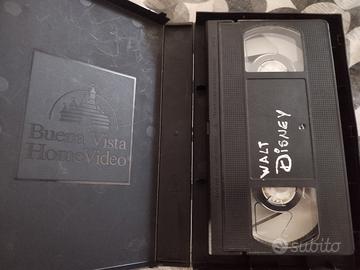 Buena Vista
Home Video
WALT
DISNEY
subito